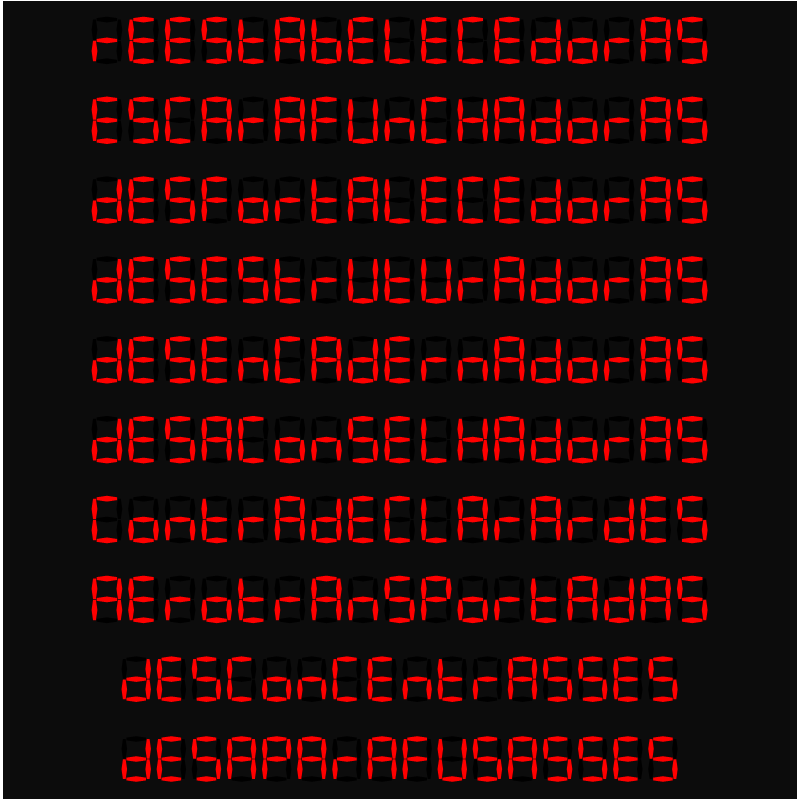 rEEStAbELECEdorAS
ESCArAFUnCHAdorAS
dESFortALECEdorAS
dESEStrUtUrAdorAS
dESEnCAdErnAdorAS
dESAConSELHAdorAS
ContrAdECLArArdES
AErotrAnSPortAdAS
dESConCEntrASSES
dESAPArAFUSASSES